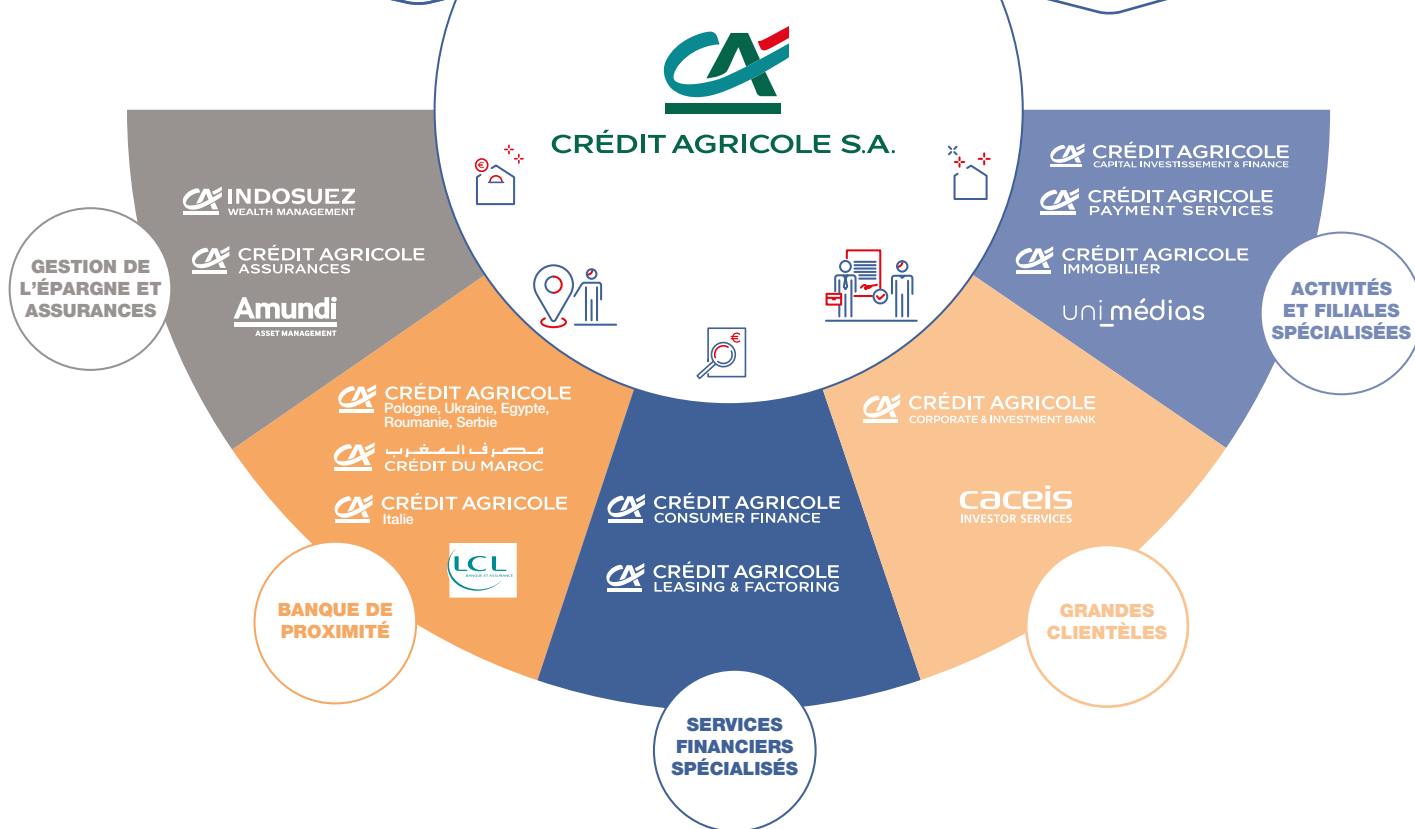 CRÉDIT AGRICOLE S.A.
GESTION DE
L'ÉPARGNE ET
ASSURANCES
INDOSUEZ
WEALTH MANAGEMENT
CRÉDIT AGRICOLE
ASSURANCES
Amundi
ASSET MANAGEMENT
BANQUE DE
PROXIMITÉ
CRÉDIT AGRICOLE
Pologne, Ukraine, Egypte,
Roumanie, Serbie
مصرف المغرب
CRÉDIT DU MAROC
CRÉDIT AGRICOLE
Italie
LCL
BANQUE ET ASSURANCE
SERVICES
FINANCIERS
SPÉCIALISÉS
CRÉDIT AGRICOLE
CONSUMER FINANCE
CRÉDIT AGRICOLE
LEASING & FACTORING
GRANDES
CLIENTÈLES
CRÉDIT AGRICOLE
CORPORATE & INVESTMENT BANK
caceis
INVESTOR SERVICES
ACTIVITÉS
ET FILIALES
SPÉCIALISÉES
CRÉDIT AGRICOLE
CAPITAL INVESTISSEMENT & FINANCE
CRÉDIT AGRICOLE
PAYMENT SERVICES
CRÉDIT AGRICOLE
IMMOBILIER
uni_médias